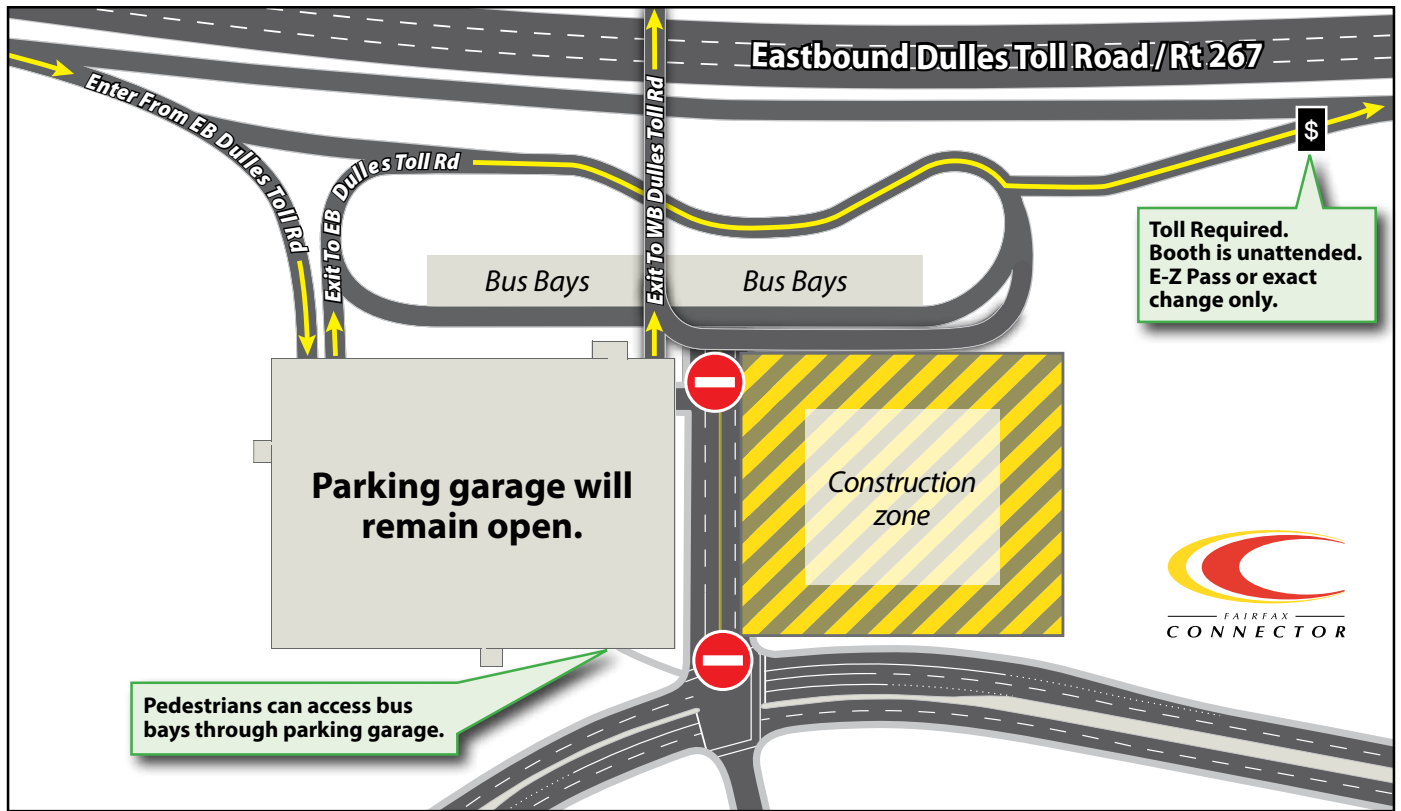 Eastbound Dulles Toll Road / Rt 267
Enter From EB Dulles Toll Rd
Exit To EB Dulles Toll Rd
Exit To WB Dulles Toll Rd
$
Toll Required.
Booth is unattended.
E-Z Pass or exact
change only.
Bus Bays
Bus Bays
Parking garage will
remain open.
Construction
zone
FAIRFAX
CONNECTOR
Pedestrians can access bus
bays through parking garage.